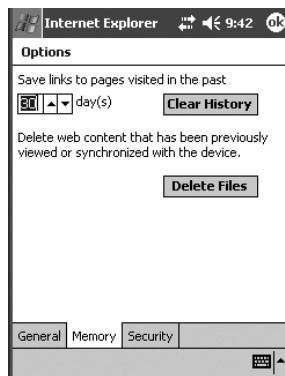 Internet Explorer 9:42 ok
Options
Save links to pages visited in the past
30 day(s) Clear History
Delete web content that has been previously
viewed or synchronized with the device.
Delete Files
General Memory Security